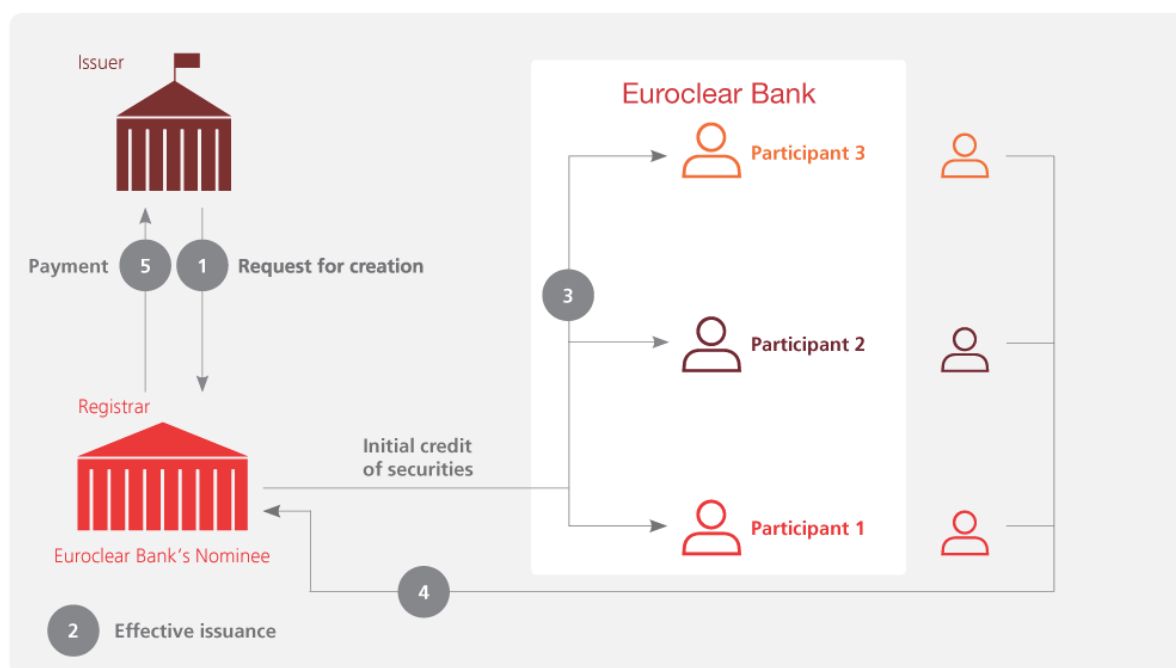 Issuer
Euroclear Bank
Participant 3
Payment
5
1
Request for creation
3
Participant 2
Registrar
Initial credit
of securities
Participant 1
Euroclear Bank’s Nominee
4
2
Effective issuance